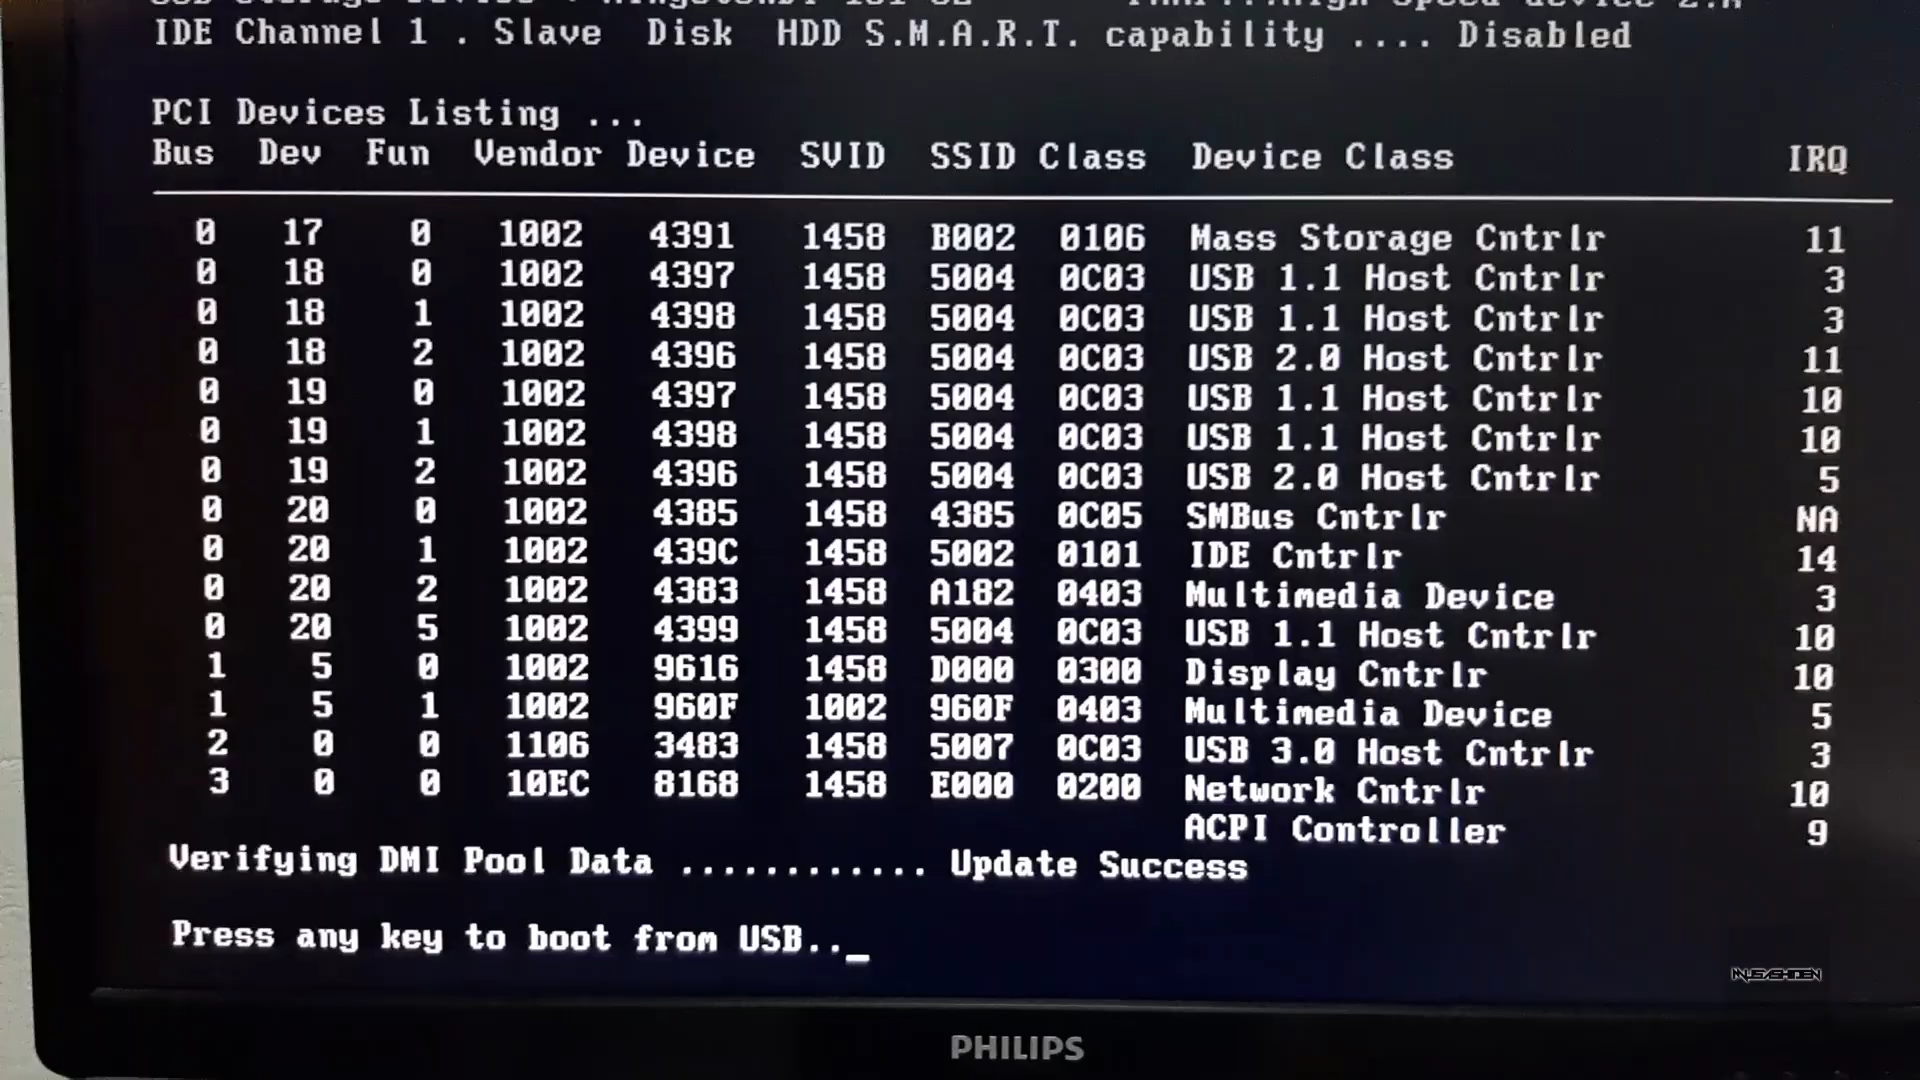 IDE Channel 1 . Slave Disk HDD S.M.A.R.T. capability .... Disabled
PCI Devices Listing ...
Bus Dev Fun Vendor Device SVID SSID Class Device Class IRQ
0 17 0 1002 4391 1458 B002 0106 Mass Storage Cntrlr 11
0 18 0 1002 4397 1458 5004 0C03 USB 1.1 Host Cntrlr 3
0 18 1 1002 4398 1458 5004 0C03 USB 1.1 Host Cntrlr 3
0 18 2 1002 4396 1458 5004 0C03 USB 2.0 Host Cntrlr 11
0 19 0 1002 4397 1458 5004 0C03 USB 1.1 Host Cntrlr 10
0 19 1 1002 4398 1458 5004 0C03 USB 1.1 Host Cntrlr 10
0 19 2 1002 4396 1458 5004 0C03 USB 2.0 Host Cntrlr 5
0 20 0 1002 4385 1458 4385 0C05 SMBus Cntrlr NA
0 20 1 1002 439C 1458 5002 0101 IDE Cntrlr 14
0 20 2 1002 4383 1458 A182 0403 Multimedia Device 3
0 20 5 1002 4399 1458 5004 0C03 USB 1.1 Host Cntrlr 10
1 5 0 1002 9616 1458 D000 0300 Display Cntrlr 10
1 5 1 1002 960F 1002 960F 0403 Multimedia Device 5
2 0 0 1106 3483 1458 5007 0C03 USB 3.0 Host Cntrlr 3
3 0 0 10EC 8168 1458 E000 0200 Network Cntrlr 10
ACPI Controller 9
Verifying DMI Pool Data ............ Update Success
Press any key to boot from USB.._
PHILIPS